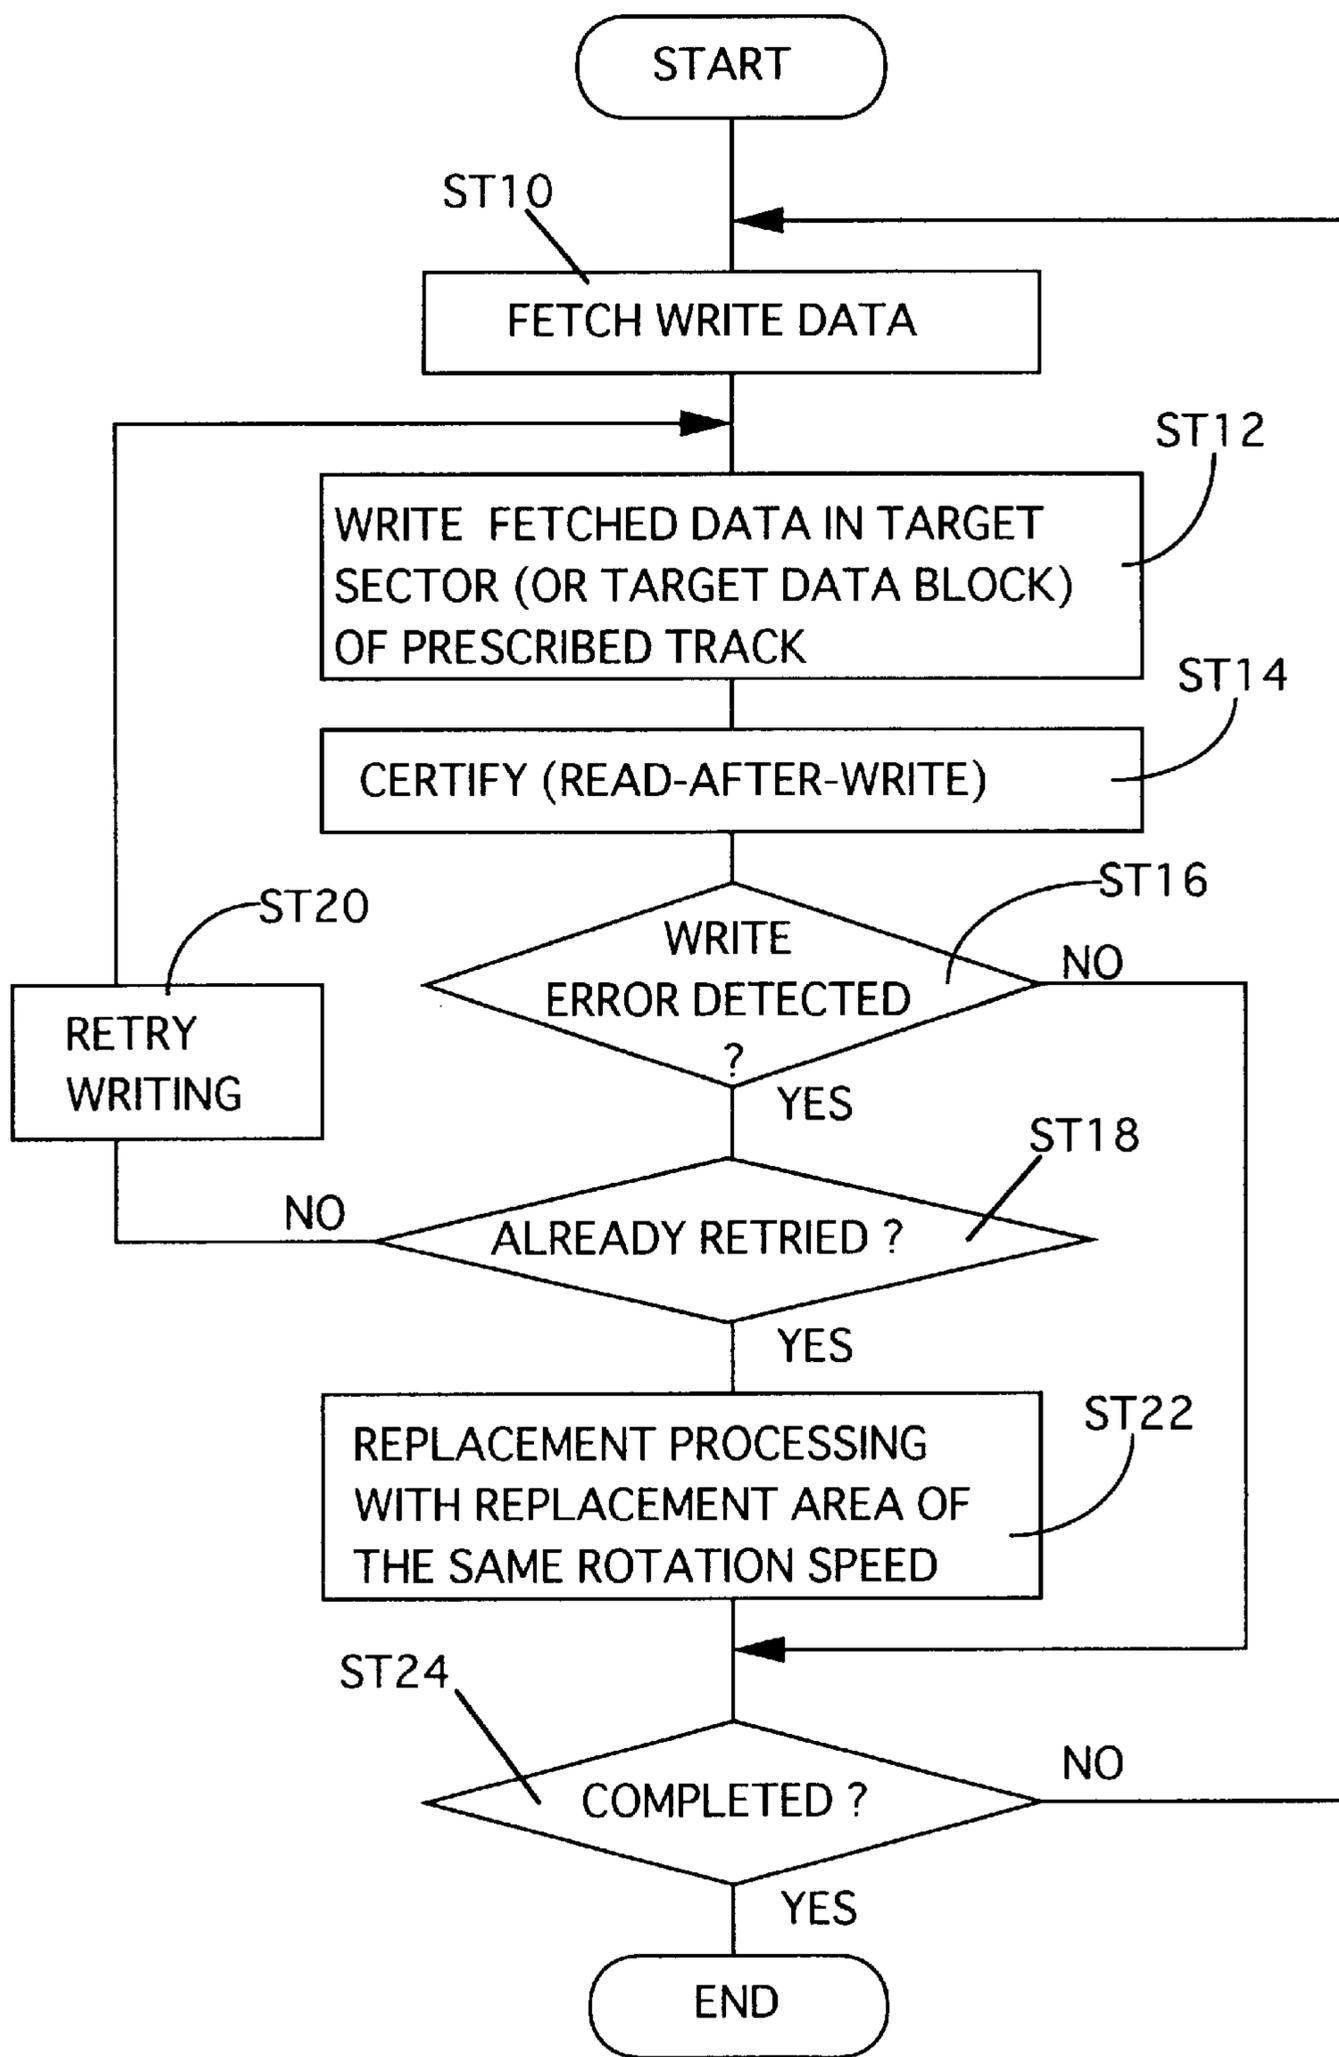 START
ST10
FETCH WRITE DATA
ST12
WRITE FETCHED DATA IN TARGET
SECTOR (OR TARGET DATA BLOCK)
OF PRESCRIBED TRACK
ST14
CERTIFY (READ-AFTER-WRITE)
ST16
ST20
WRITE
ERROR DETECTED
?
NO
RETRY
WRITING
YES
ST18
NO
ALREADY RETRIED ?
YES
ST22
REPLACEMENT PROCESSING
WITH REPLACEMENT AREA OF
THE SAME ROTATION SPEED
ST24
COMPLETED ?
NO
YES
END